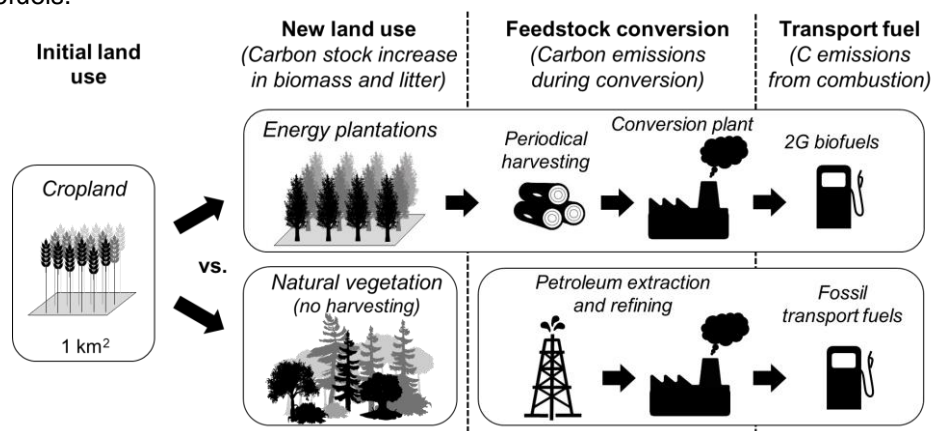 Initial land
use
New land use
(Carbon stock increase
in biomass and litter)
Feedstock conversion
(Carbon emissions
during conversion)
Transport fuel
(C emissions
from combustion)
Cropland
1 km²
vs.
Energy plantations
Periodical
harvesting
Conversion plant
2G biofuels
Natural vegetation
(no harvesting)
Petroleum extraction
and refining
Fossil
transport fuels